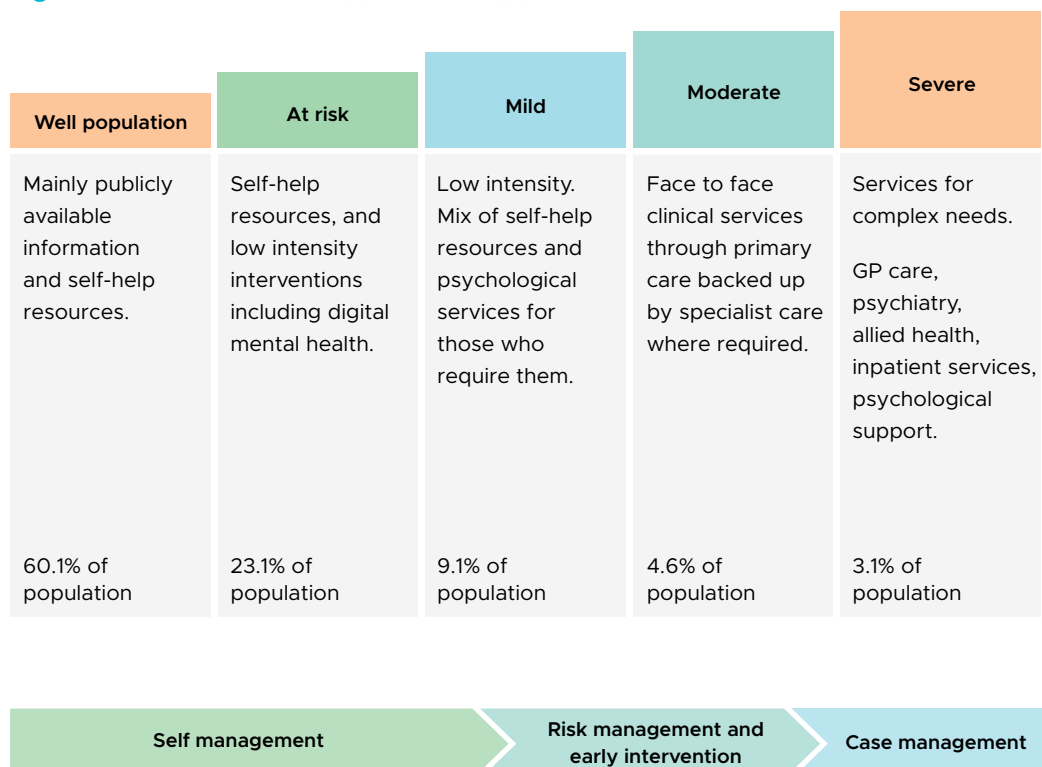 Well population
Mainly publicly
available
information
and self-help
resources.
60.1% of
population
At risk
Self-help
resources, and
low intensity
interventions
including digital
mental health.
23.1% of
population
Mild
Low intensity.
Mix of self-help
resources and
psychological
services for
those who
require them.
9.1% of
population
Moderate
Face to face
clinical services
through primary
care backed up
by specialist care
where required.
4.6% of
population
Severe
Services for
complex needs.
GP care,
psychiatry,
allied health,
inpatient services,
psychological
support.
3.1% of
population
Self management
Risk management and
early intervention
Case management